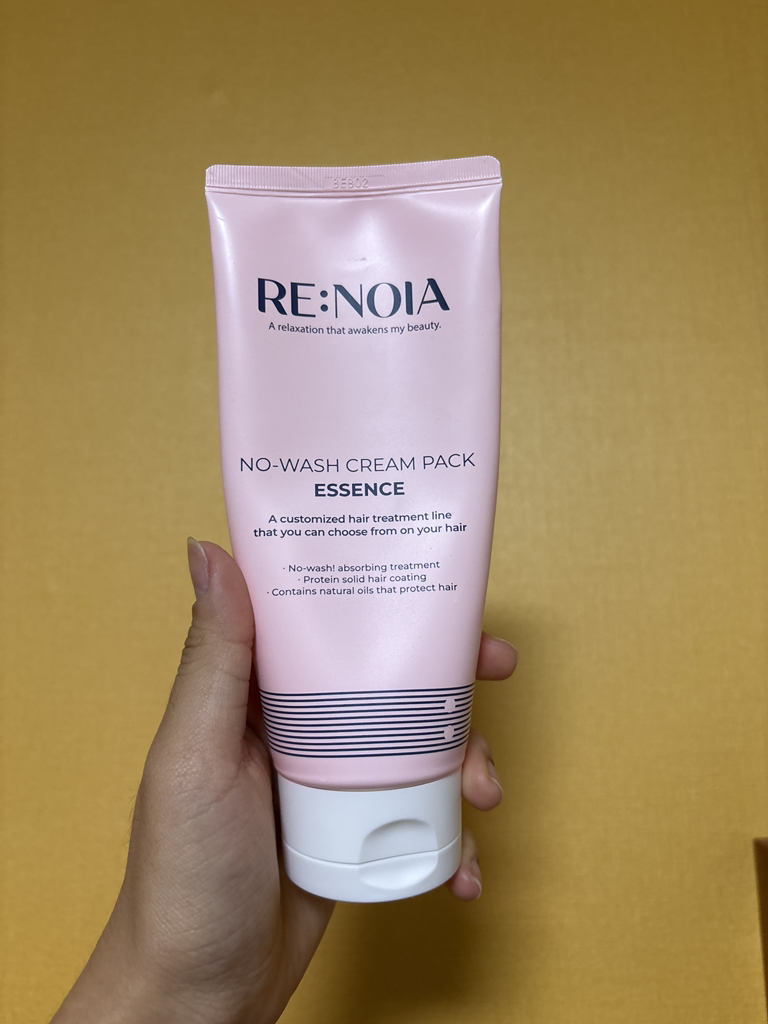 RE:NOIA
A relaxation that awakens my beauty.
NO-WASH CREAM PACK
ESSENCE
A customized hair treatment line
that you can choose from on your hair
· No-wash! absorbing treatment
· Protein solid hair coating
· Contains natural oils that protect hair